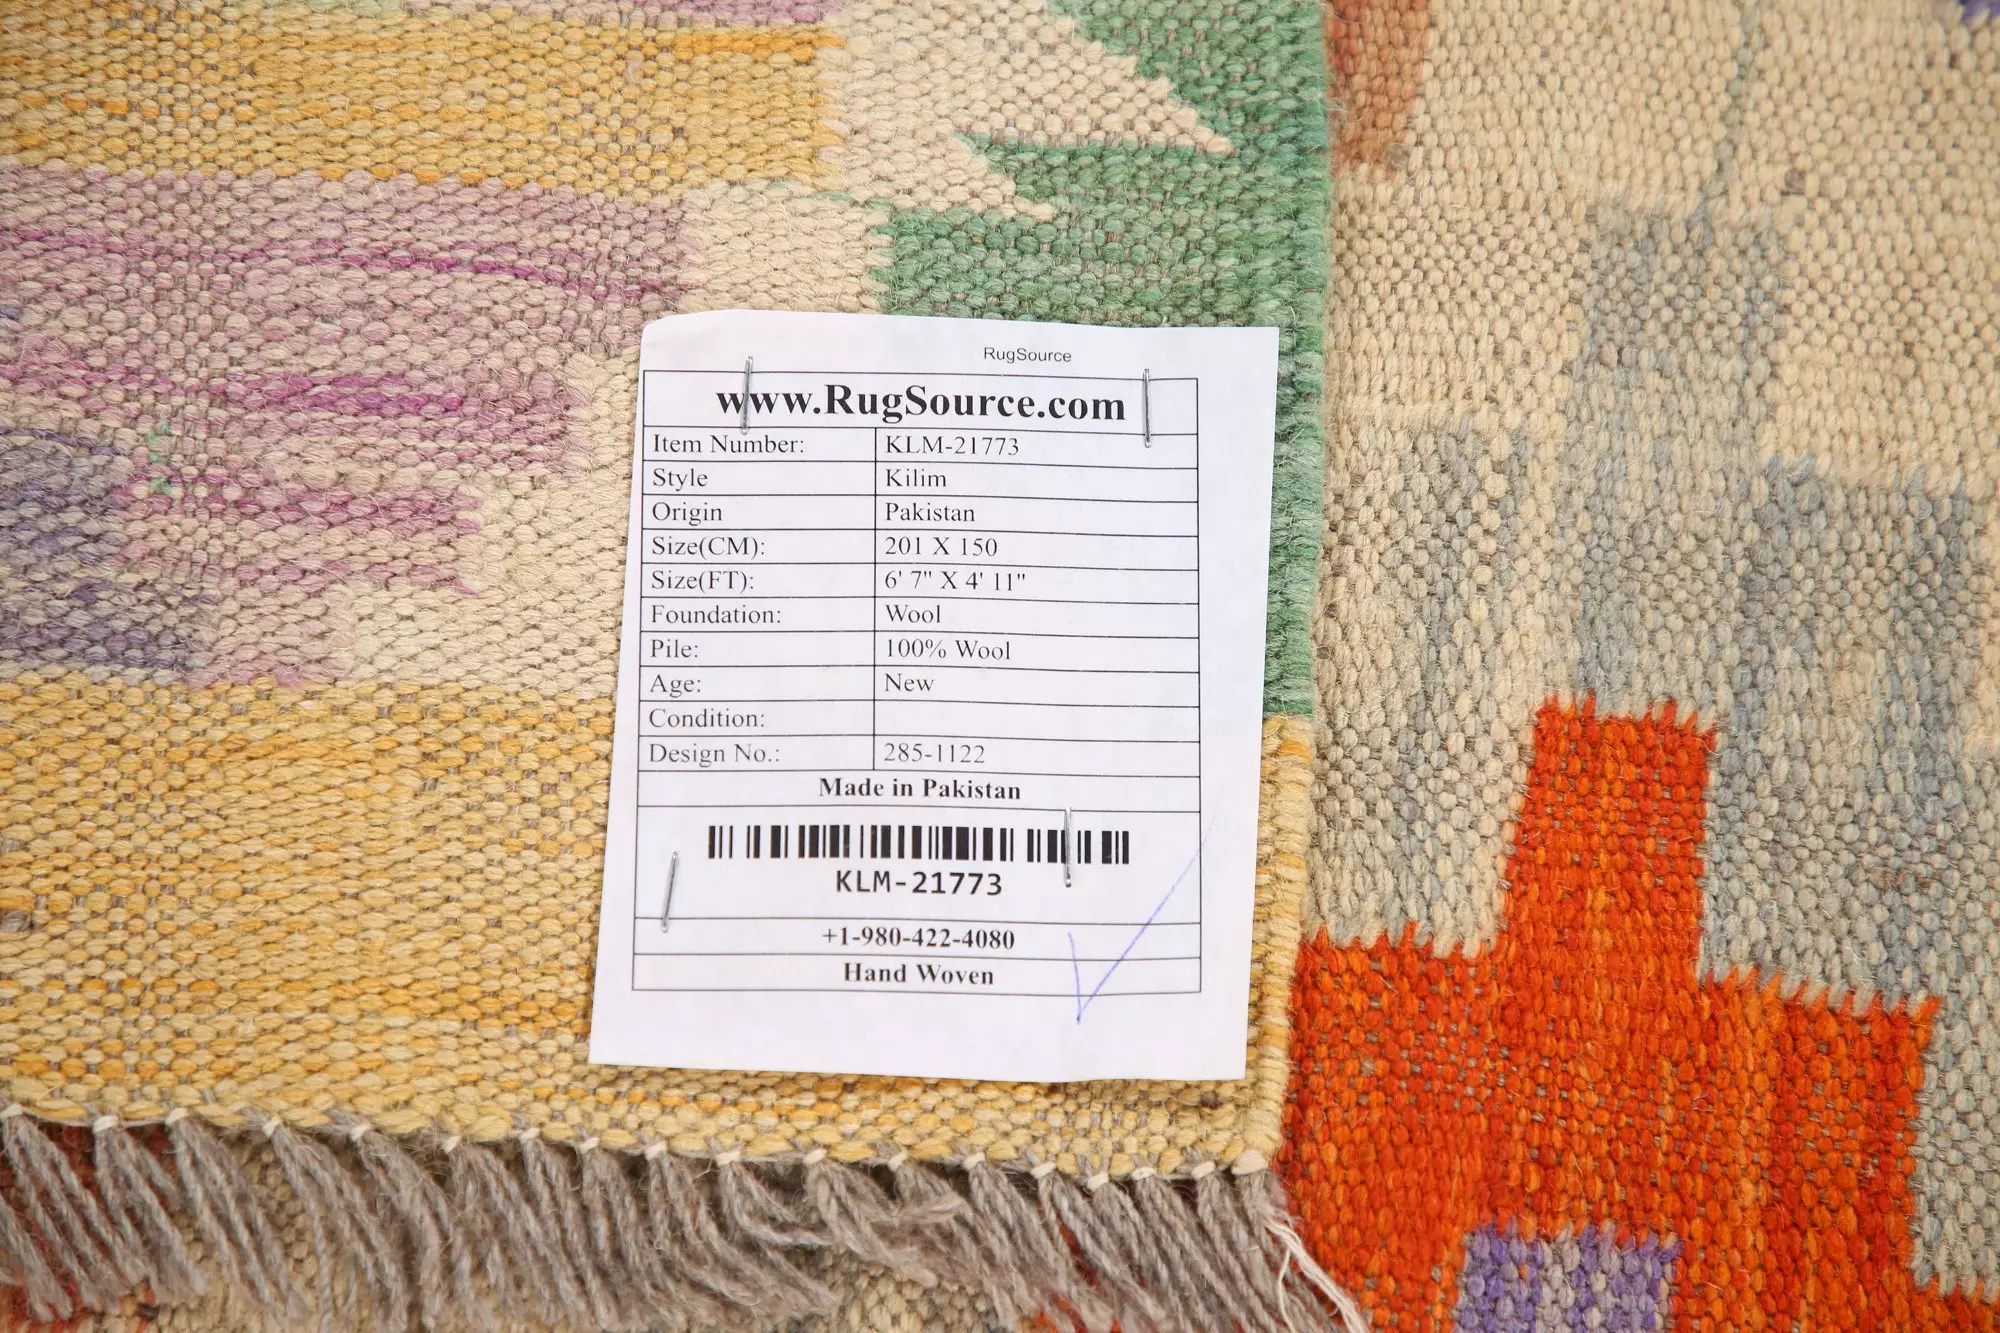 RugSource
www.RugSource.com
Item Number: KLM-21773
Style Kilim
Origin Pakistan
Size(CM): 201 X 150
Size(FT): 6' 7" X 4' 11"
Foundation: Wool
Pile: 100% Wool
Age: New
Condition:
Design No.: 285-1122
Made in Pakistan
KLM-21773
+1-980-422-4080
Hand Woven